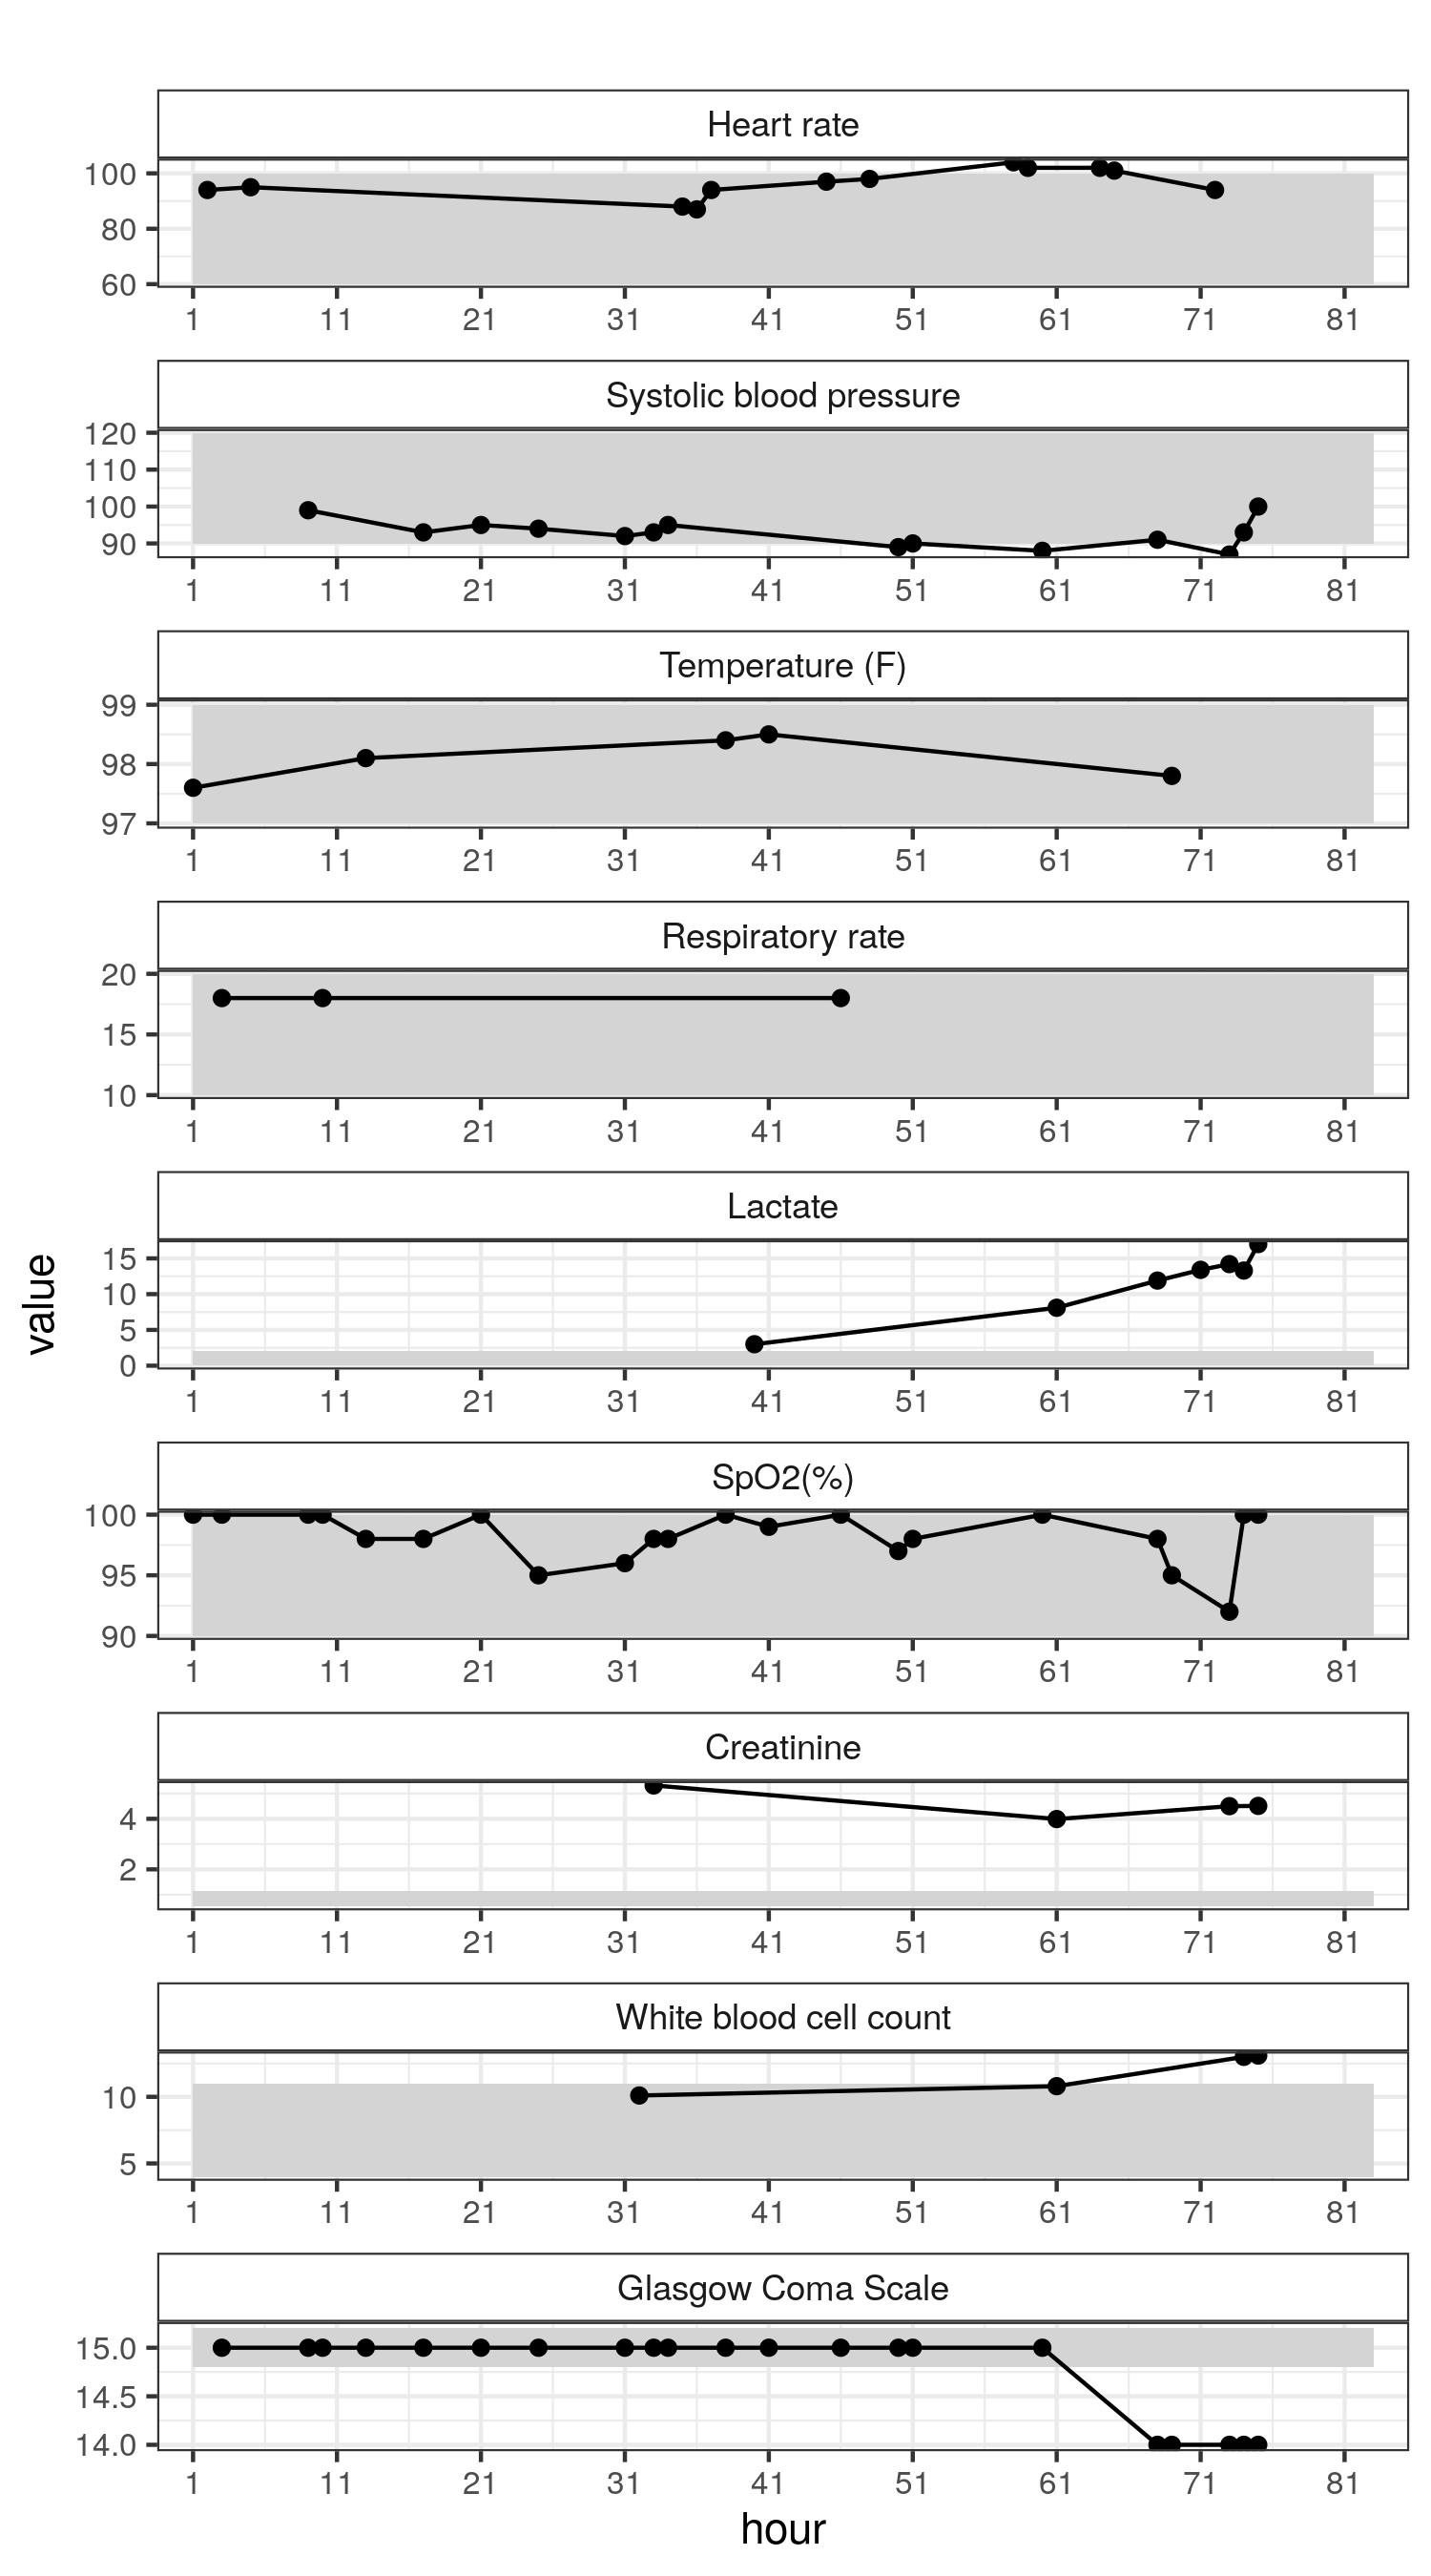 Heart rate
100
80
60
1 11 21 31 41 51 61 71 81
Systolic blood pressure
120
110
100
90
1 11 21 31 41 51 61 71 81
Temperature (F)
99
98
97
1 11 21 31 41 51 61 71 81
Respiratory rate
20
15
10
1 11 21 31 41 51 61 71 81
Lactate
value
15
10
5
0
1 11 21 31 41 51 61 71 81
SpO2(%)
100
95
90
1 11 21 31 41 51 61 71 81
Creatinine
4
2
1 11 21 31 41 51 61 71 81
White blood cell count
10
5
1 11 21 31 41 51 61 71 81
Glasgow Coma Scale
15.0
14.5
14.0
1 11 21 31 41 51 61 71 81
hour